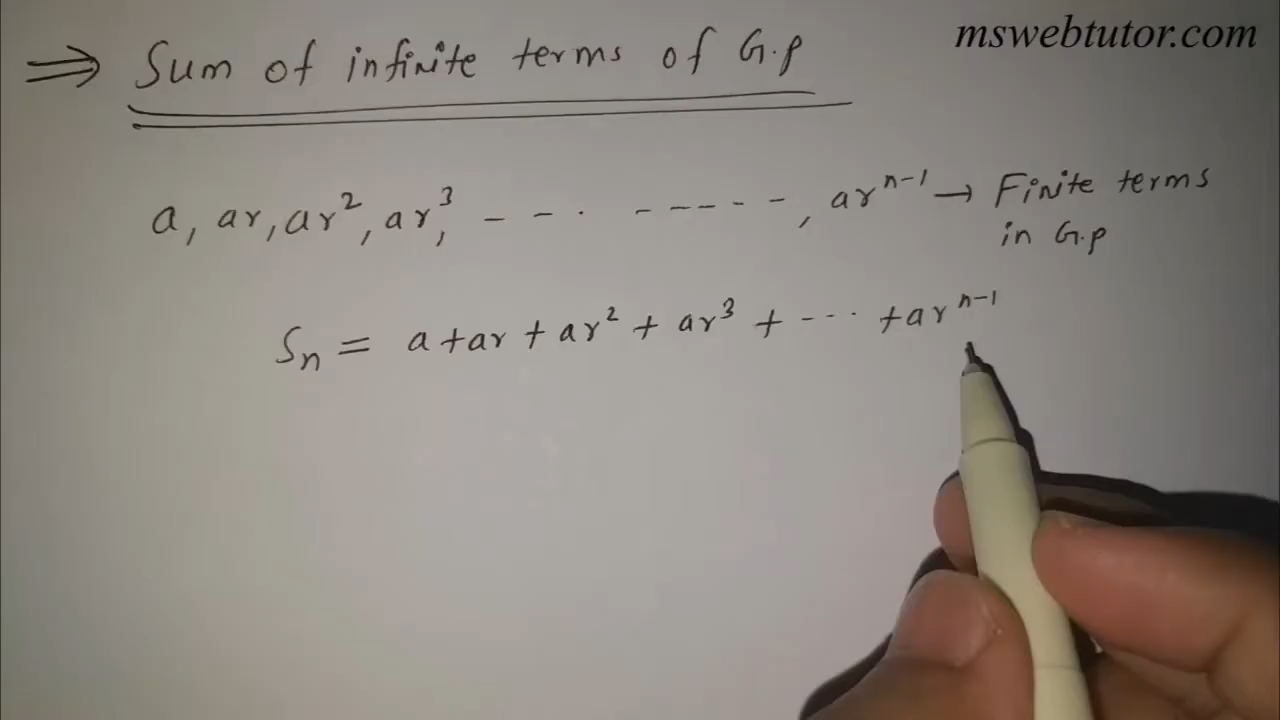 mswebtutor.com
⇒ Sum of infinite terms of G.p
a, ar, ar², ar³, - - · - - - - - , arⁿ⁻¹ → Finite terms
in G.p
Sₙ = a + ar + ar² + ar³ + - - · · + arⁿ⁻¹